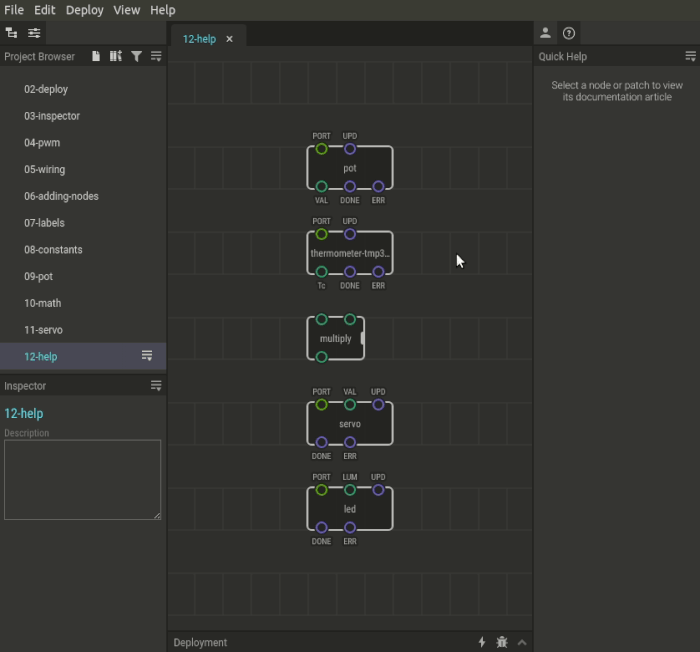 File Edit Deploy View Help
12-help
Project Browser
Quick Help
Select a node or patch to view
its documentation article
02-deploy
03-inspector
04-pwm
05-wiring
06-adding-nodes
07-labels
08-constants
09-pot
10-math
11-servo
12-help
Inspector
12-help
Description
PORT UPD
pot
VAL DONE ERR
PORT UPD
thermometer-tmp3...
Tc DONE ERR
multiply
PORT VAL UPD
servo
DONE ERR
PORT LUM UPD
led
DONE ERR
Deployment